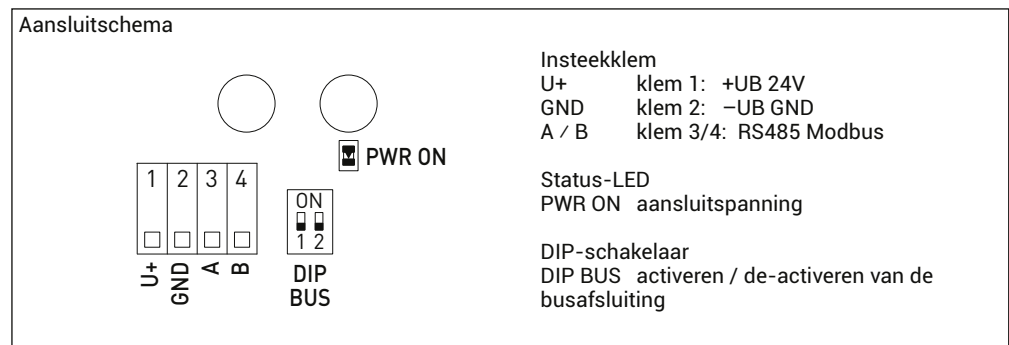 Aansluitschema
PWR ON
1 2 3 4
U+ GND A B
ON
1 2
DIP
BUS
Insteekklem
U+ klem 1: +UB 24V
GND klem 2: –UB GND
A / B klem 3/4: RS485 Modbus
Status-LED
PWR ON aansluitspanning
DIP-schakelaar
DIP BUS activeren / de-activeren van de
busafsluiting